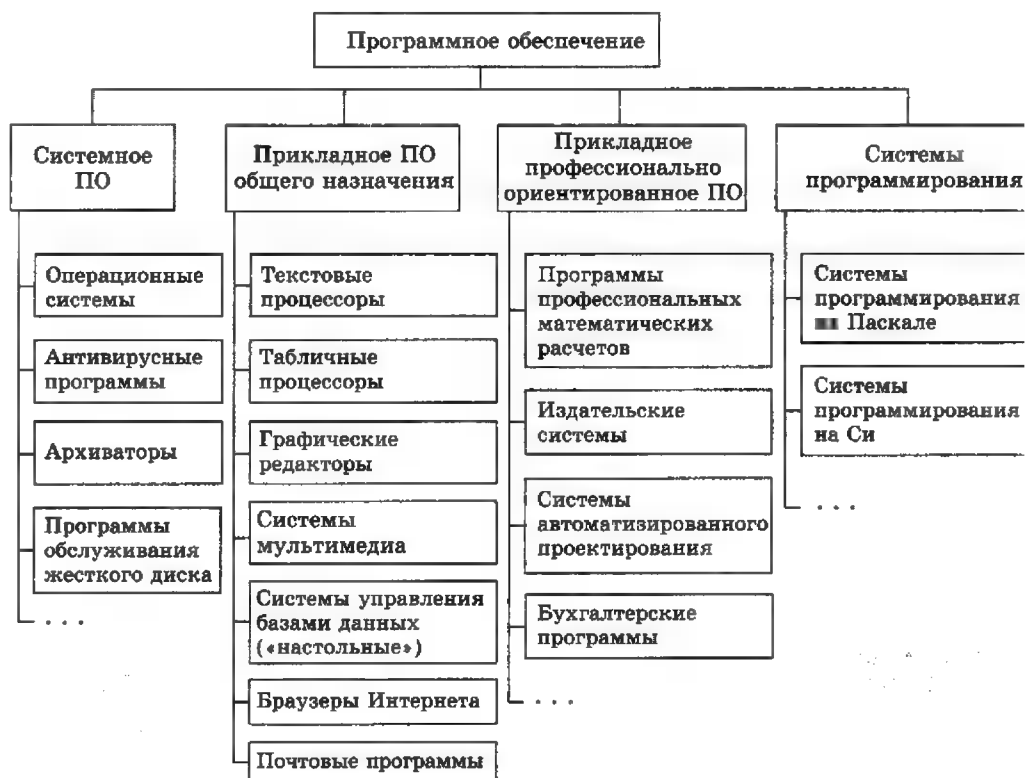 Программное обеспечение
Системное
ПО
Прикладное ПО
общего назначения
Прикладное
профессионально
ориентированное ПО
Системы
программирования
Операционные
системы
Антивирусные
программы
Архиваторы
Программы
обслуживания
жесткого диска
. . .
Текстовые
процессоры
Табличные
процессоры
Графические
редакторы
Системы
мультимедиа
Системы управления
базами данных
(«настольные»)
Браузеры Интернета
Почтовые программы
Программы
профессиональных
математических
расчетов
Издательские
системы
Системы
автоматизированного
проектирования
Бухгалтерские
программы
. . .
Системы
программирования
Паскале
Системы
программирования
на Си
. . .